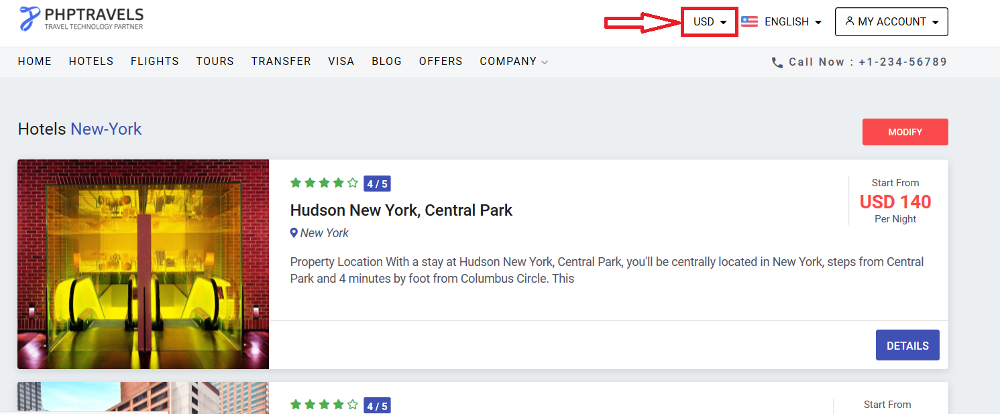 PHPTRAVELS
TRAVEL TECHNOLOGY PARTNER
USD
ENGLISH
MY ACCOUNT
HOME HOTELS FLIGHTS TOURS TRANSFER VISA BLOG OFFERS COMPANY
Call Now : +1-234-56789
Hotels New-York
MODIFY
4 / 5
Hudson New York, Central Park
New York
Property Location With a stay at Hudson New York, Central Park, you'll be centrally located in New York, steps from Central
Park and 4 minutes by foot from Columbus Circle. This
Start From
USD 140
Per Night
DETAILS
4 / 5
Start From